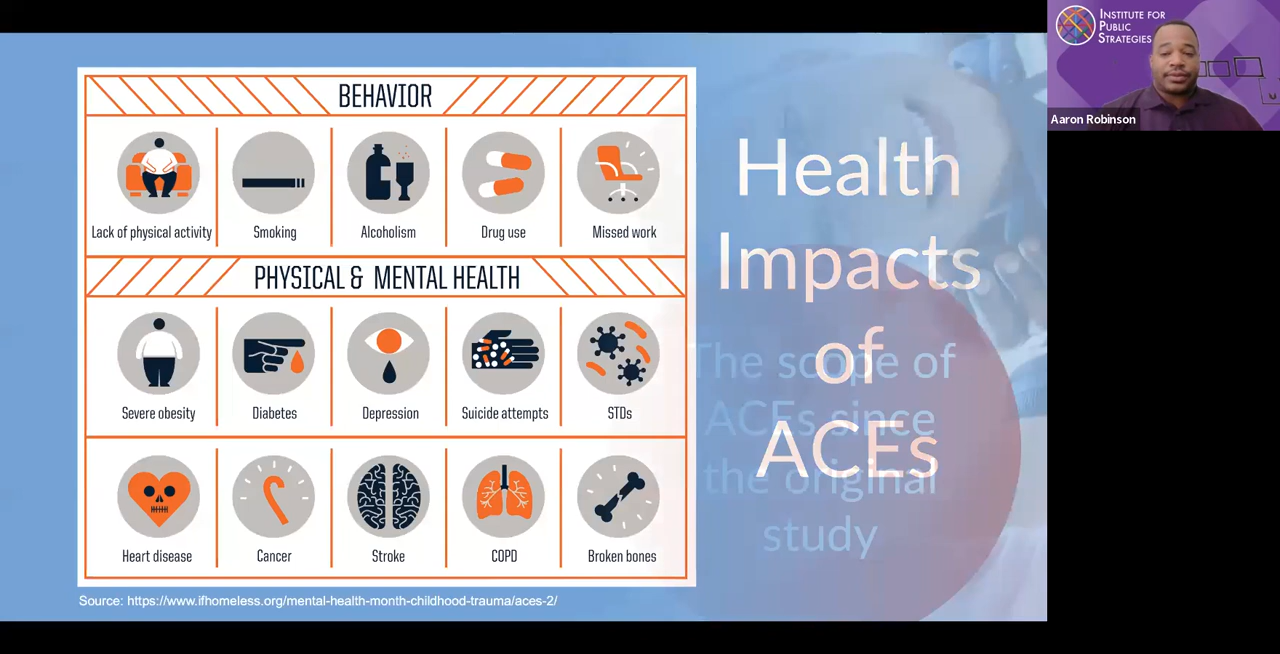 BEHAVIOR
Lack of physical activity
Smoking
Alcoholism
Drug use
Missed work
PHYSICAL & MENTAL HEALTH
Severe obesity
Diabetes
Depression
Suicide attempts
STDs
Heart disease
Cancer
Stroke
COPD
Broken bones
Source: https://www.ifhomeless.org/mental-health-month-childhood-trauma/aces-2/
Health
Impacts
of
ACEs
The scope of
ACEs since
the original
study
INSTITUTE FOR
PUBLIC
STRATEGIES
Aaron Robinson